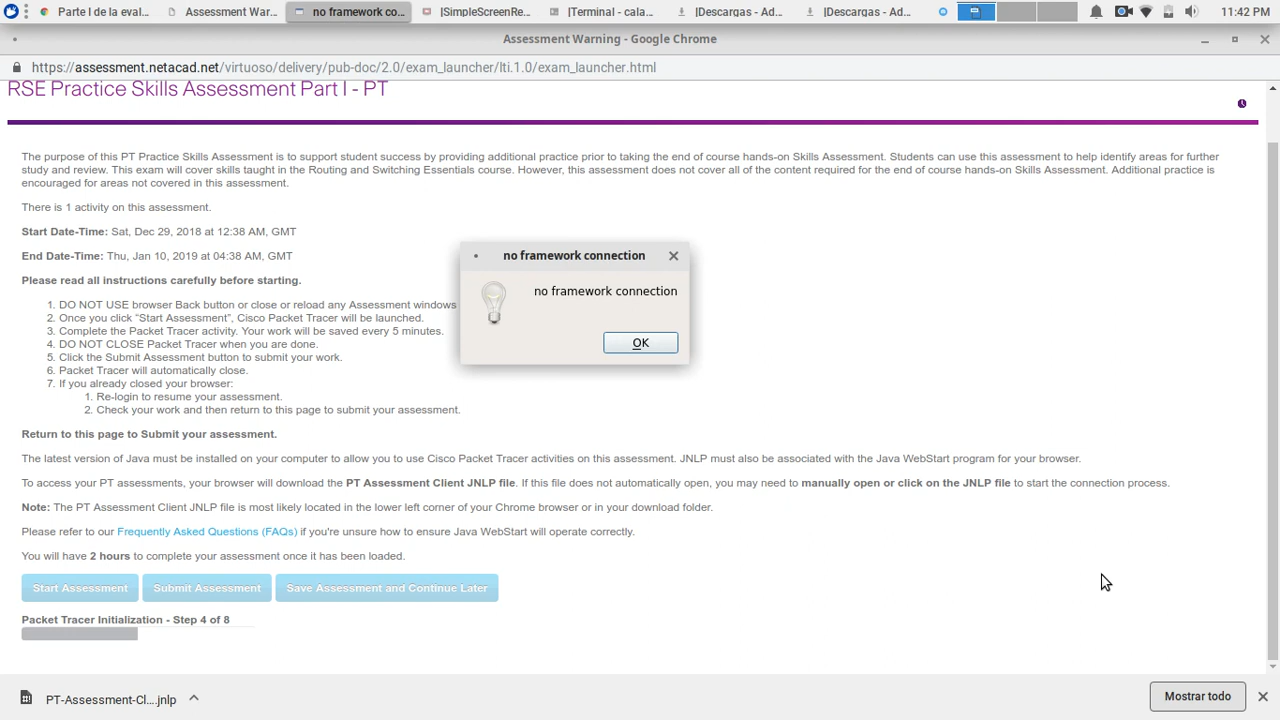 Parte I de la eval...
Assessment War...
no framework co...
|SimpleScreenRe...
|Terminal - cala...
|Descargas - Ad...
|Descargas - Ad...
11:42 PM
Assessment Warning - Google Chrome
https://assessment.netacad.net/virtuoso/delivery/pub-doc/2.0/exam_launcher/lti.1.0/exam_launcher.html
RSE Practice Skills Assessment Part I - PT
The purpose of this PT Practice Skills Assessment is to support student success by providing additional practice prior to taking the end of course hands-on Skills Assessment. Students can use this assessment to help identify areas for further
study and review. This exam will cover skills taught in the Routing and Switching Essentials course. However, this assessment does not cover all of the content required for the end of course hands-on Skills Assessment. Additional practice is
encouraged for areas not covered in this assessment.
There is 1 activity on this assessment.
Start Date-Time: Sat, Dec 29, 2018 at 12:38 AM, GMT
End Date-Time: Thu, Jan 10, 2019 at 04:38 AM, GMT
Please read all instructions carefully before starting.
1. DO NOT USE browser Back button or close or reload any Assessment windows
2. Once you click “Start Assessment”, Cisco Packet Tracer will be launched.
3. Complete the Packet Tracer activity. Your work will be saved every 5 minutes.
4. DO NOT CLOSE Packet Tracer when you are done.
5. Click the Submit Assessment button to submit your work.
6. Packet Tracer will automatically close.
7. If you already closed your browser:
1. Re-login to resume your assessment.
2. Check your work and then return to this page to submit your assessment.
no framework connection
no framework connection
OK
Return to this page to Submit your assessment.
The latest version of Java must be installed on your computer to allow you to use Cisco Packet Tracer activities on this assessment. JNLP must also be associated with the Java WebStart program for your browser.
To access your PT assessments, your browser will download the PT Assessment Client JNLP file. If this file does not automatically open, you may need to manually open or click on the JNLP file to start the connection process.
Note: The PT Assessment Client JNLP file is most likely located in the lower left corner of your Chrome browser or in your download folder.
Please refer to our Frequently Asked Questions (FAQs) if you're unsure how to ensure Java WebStart will operate correctly.
You will have 2 hours to complete your assessment once it has been loaded.
Start Assessment
Submit Assessment
Save Assessment and Continue Later
Packet Tracer Initialization - Step 4 of 8
PT-Assessment-Cl....jnlp
Mostrar todo